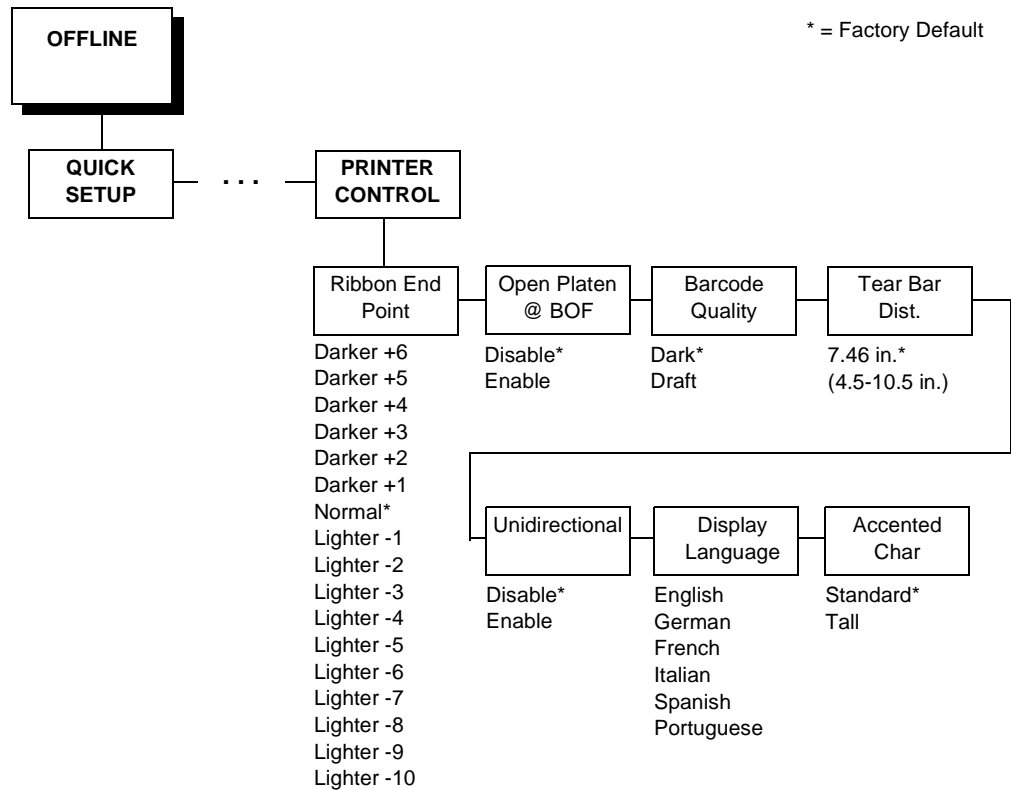 OFFLINE
* = Factory Default
QUICK
SETUP
. . .
PRINTER
CONTROL
Ribbon End
Point
Darker +6
Darker +5
Darker +4
Darker +3
Darker +2
Darker +1
Normal*
Lighter -1
Lighter -2
Lighter -3
Lighter -4
Lighter -5
Lighter -6
Lighter -7
Lighter -8
Lighter -9
Lighter -10
Open Platen
@ BOF
Disable*
Enable
Barcode
Quality
Dark*
Draft
Tear Bar
Dist.
7.46 in.*
(4.5-10.5 in.)
Unidirectional
Disable*
Enable
Display
Language
English
German
French
Italian
Spanish
Portuguese
Accented
Char
Standard*
Tall